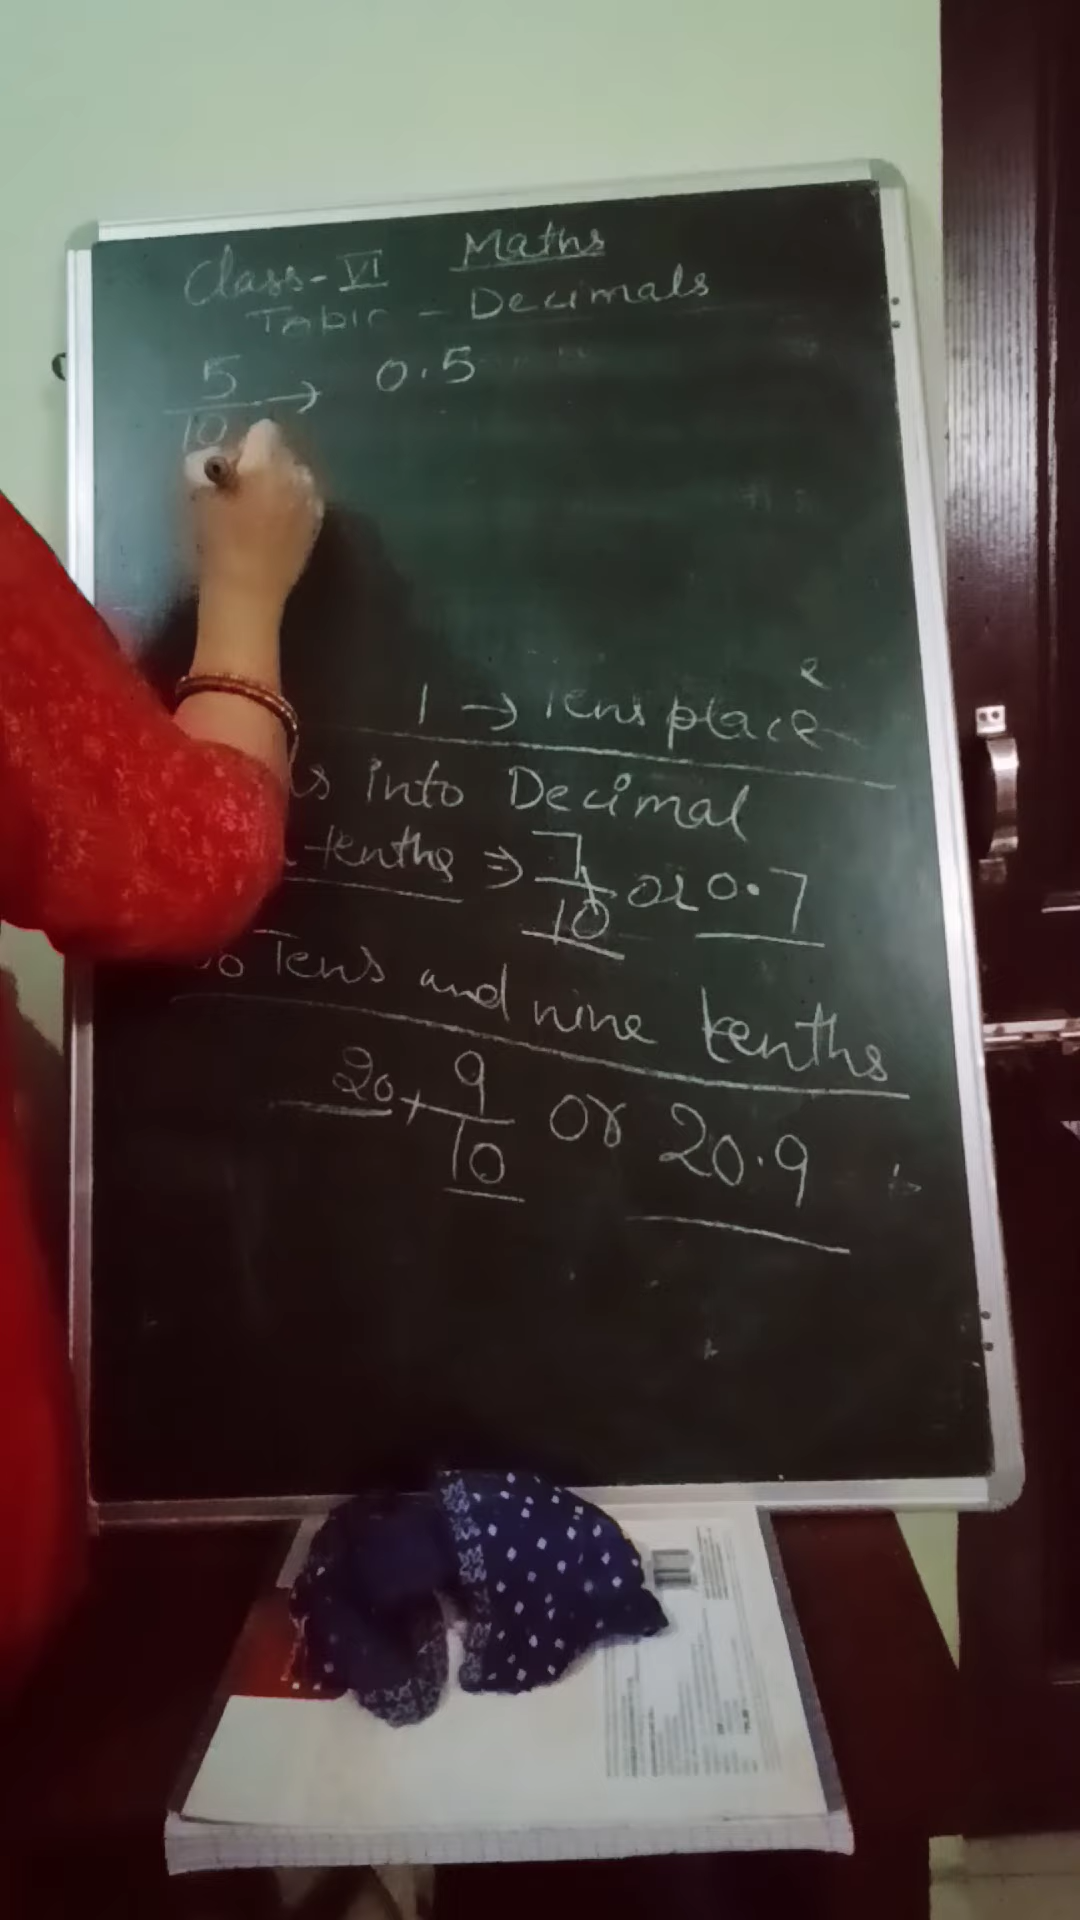 Maths
Class-VI
Topic - Decimals
5/10 → 0.5
1 → Tens place
into Decimal
tenths ⇒ 7/10 or 0.7
Tens and nine tenths
20 + 9/10 or 20.9